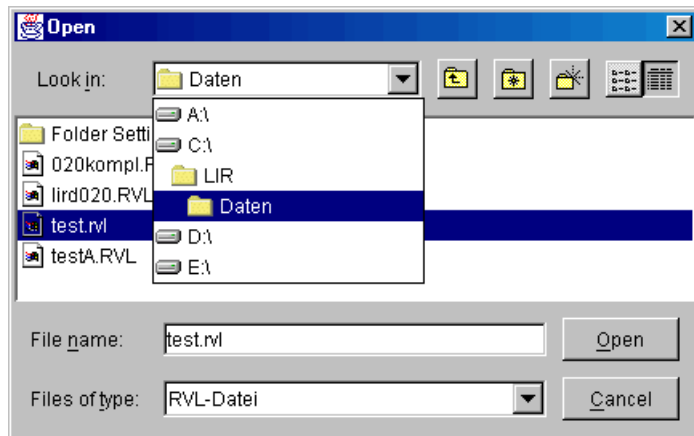 Open
Look in: Daten
A:\
C:\
LIR
Daten
D:\
E:\
Folder Setti
020kompl.F
lird020.RVL
test.rvl
testA.RVL
File name: test.rvl Open
Files of type: RVL-Datei Cancel